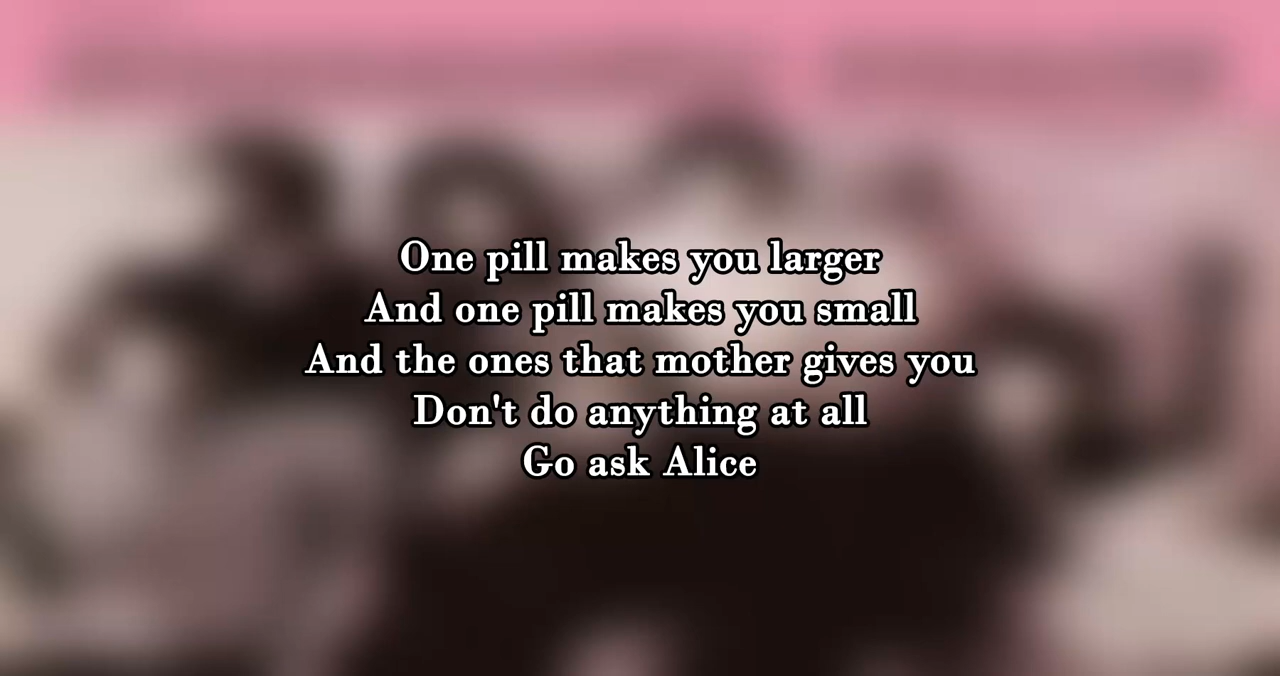 One pill makes you larger
And one pill makes you small
And the ones that mother gives you
Don't do anything at all
Go ask Alice